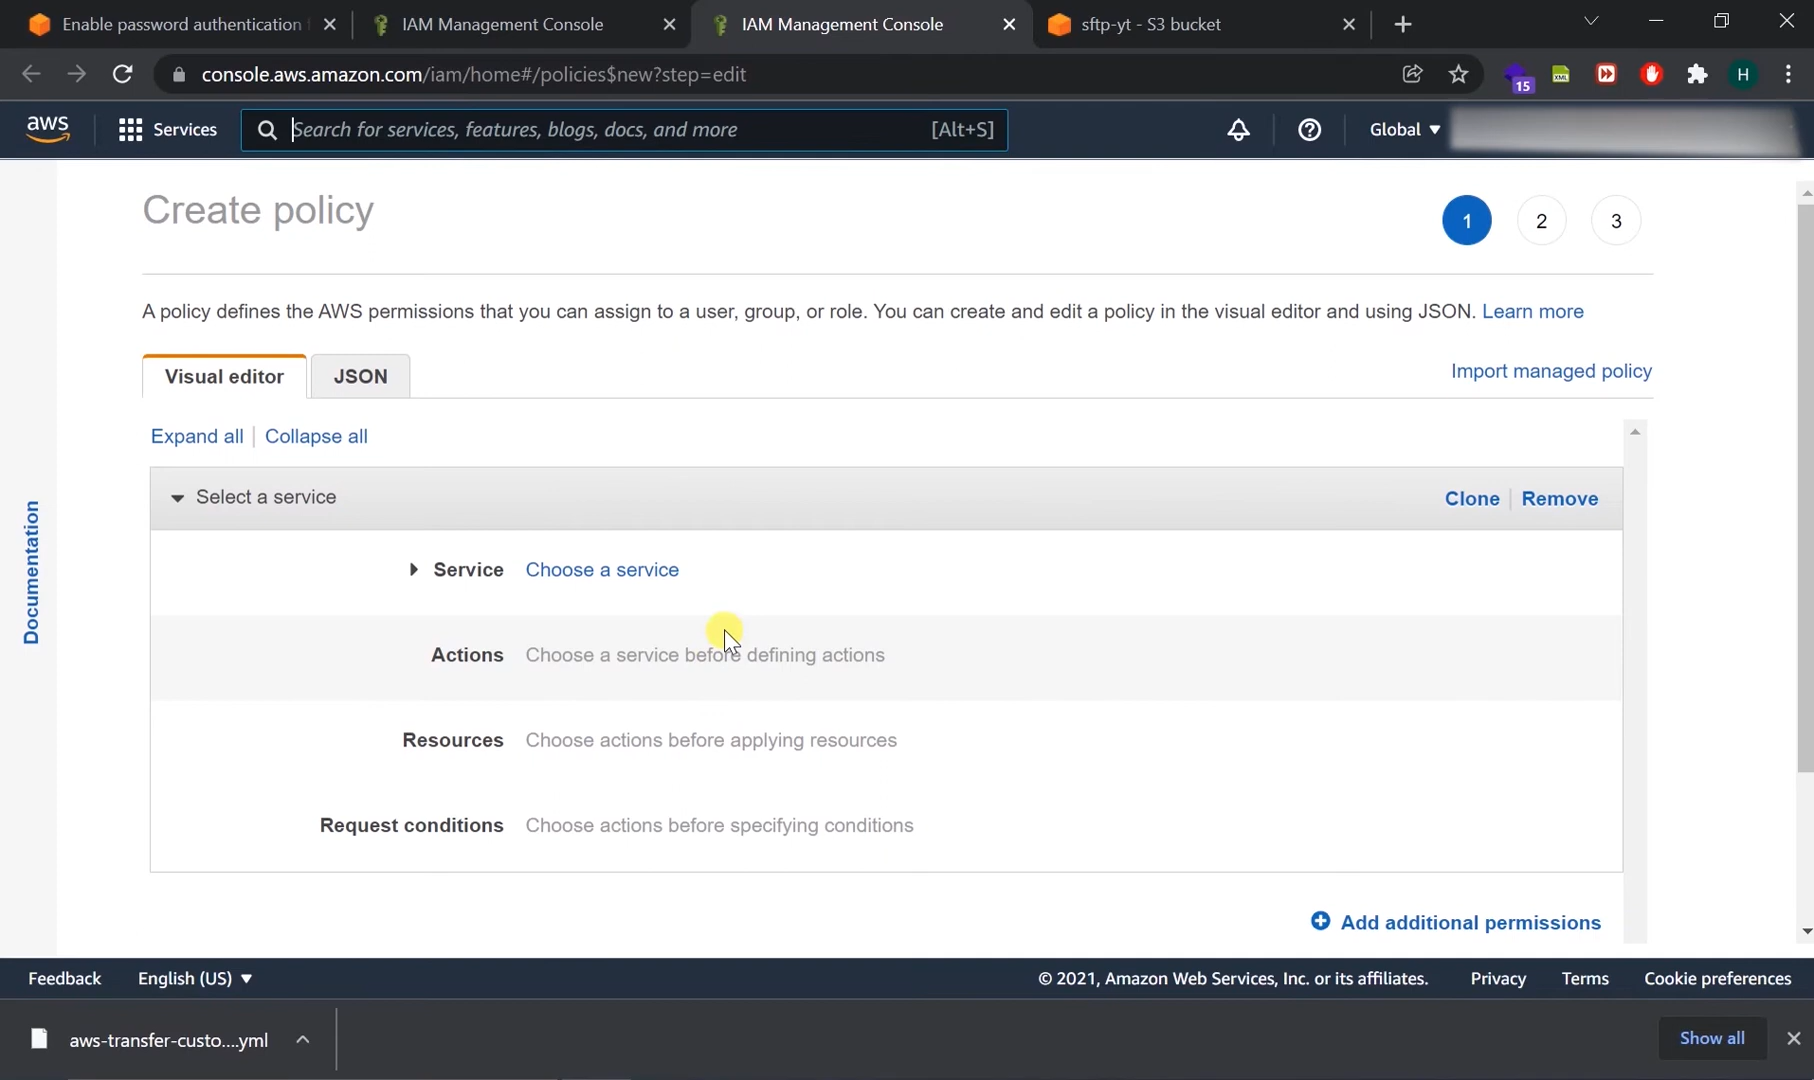 Enable password authentication
IAM Management Console
IAM Management Console
sftp-yt - S3 bucket
console.aws.amazon.com/iam/home#/policies$new?step=edit
XML
15
H
aws
Services
Search for services, features, blogs, docs, and more
[Alt+S]
Global
Create policy
1
2
3
A policy defines the AWS permissions that you can assign to a user, group, or role. You can create and edit a policy in the visual editor and using JSON. Learn more
Visual editor
JSON
Import managed policy
Expand all
Collapse all
Select a service
Clone
Remove
Service
Choose a service
Actions
Choose a service before defining actions
Resources
Choose actions before applying resources
Request conditions
Choose actions before specifying conditions
Documentation
Add additional permissions
Feedback
English (US)
© 2021, Amazon Web Services, Inc. or its affiliates.
Privacy
Terms
Cookie preferences
aws-transfer-custo....yml
Show all